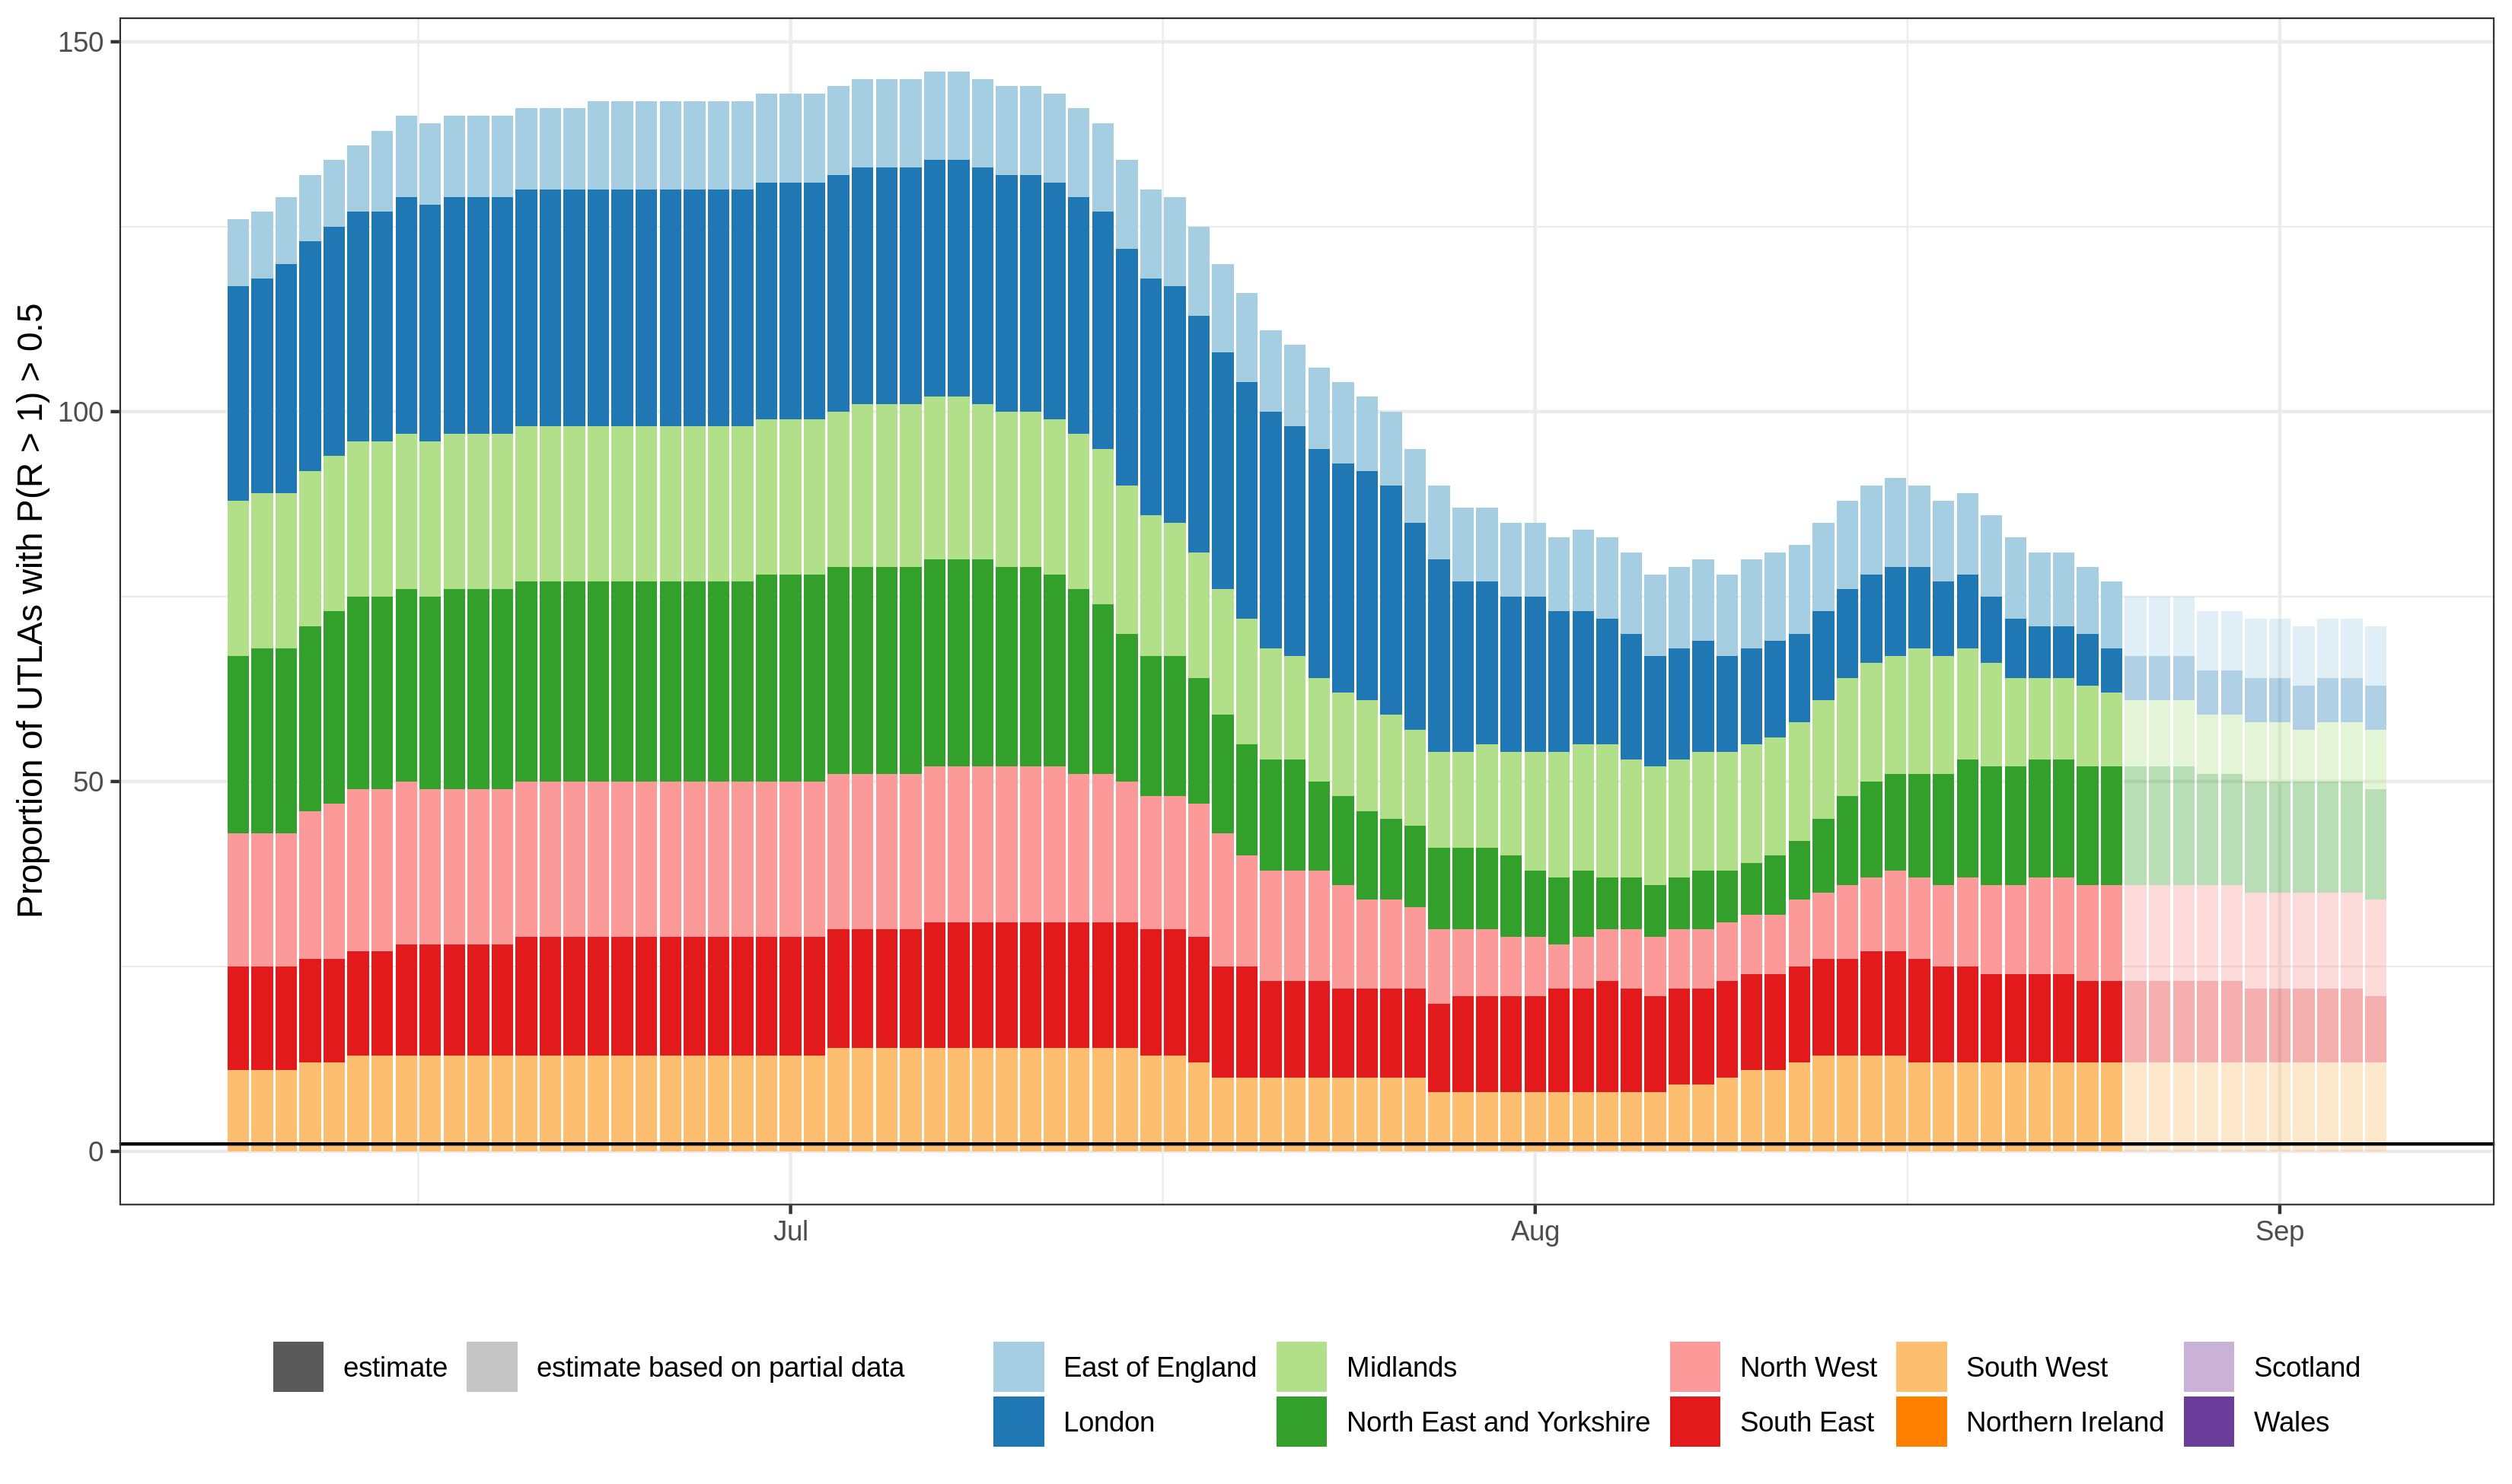 Proportion of UTLAs with P(R > 1) > 0.5
150
100
50
0
Jul Aug Sep
estimate estimate based on partial data East of England Midlands North West South West Scotland
London North East and Yorkshire South East Northern Ireland Wales